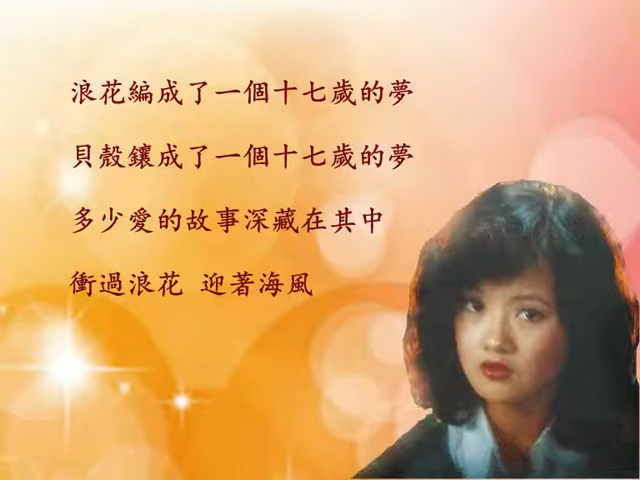 浪花編成了一個十七歲的夢
貝殼鑲成了一個十七歲的夢
多少愛的故事深藏在其中
衝過浪花 迎著海風